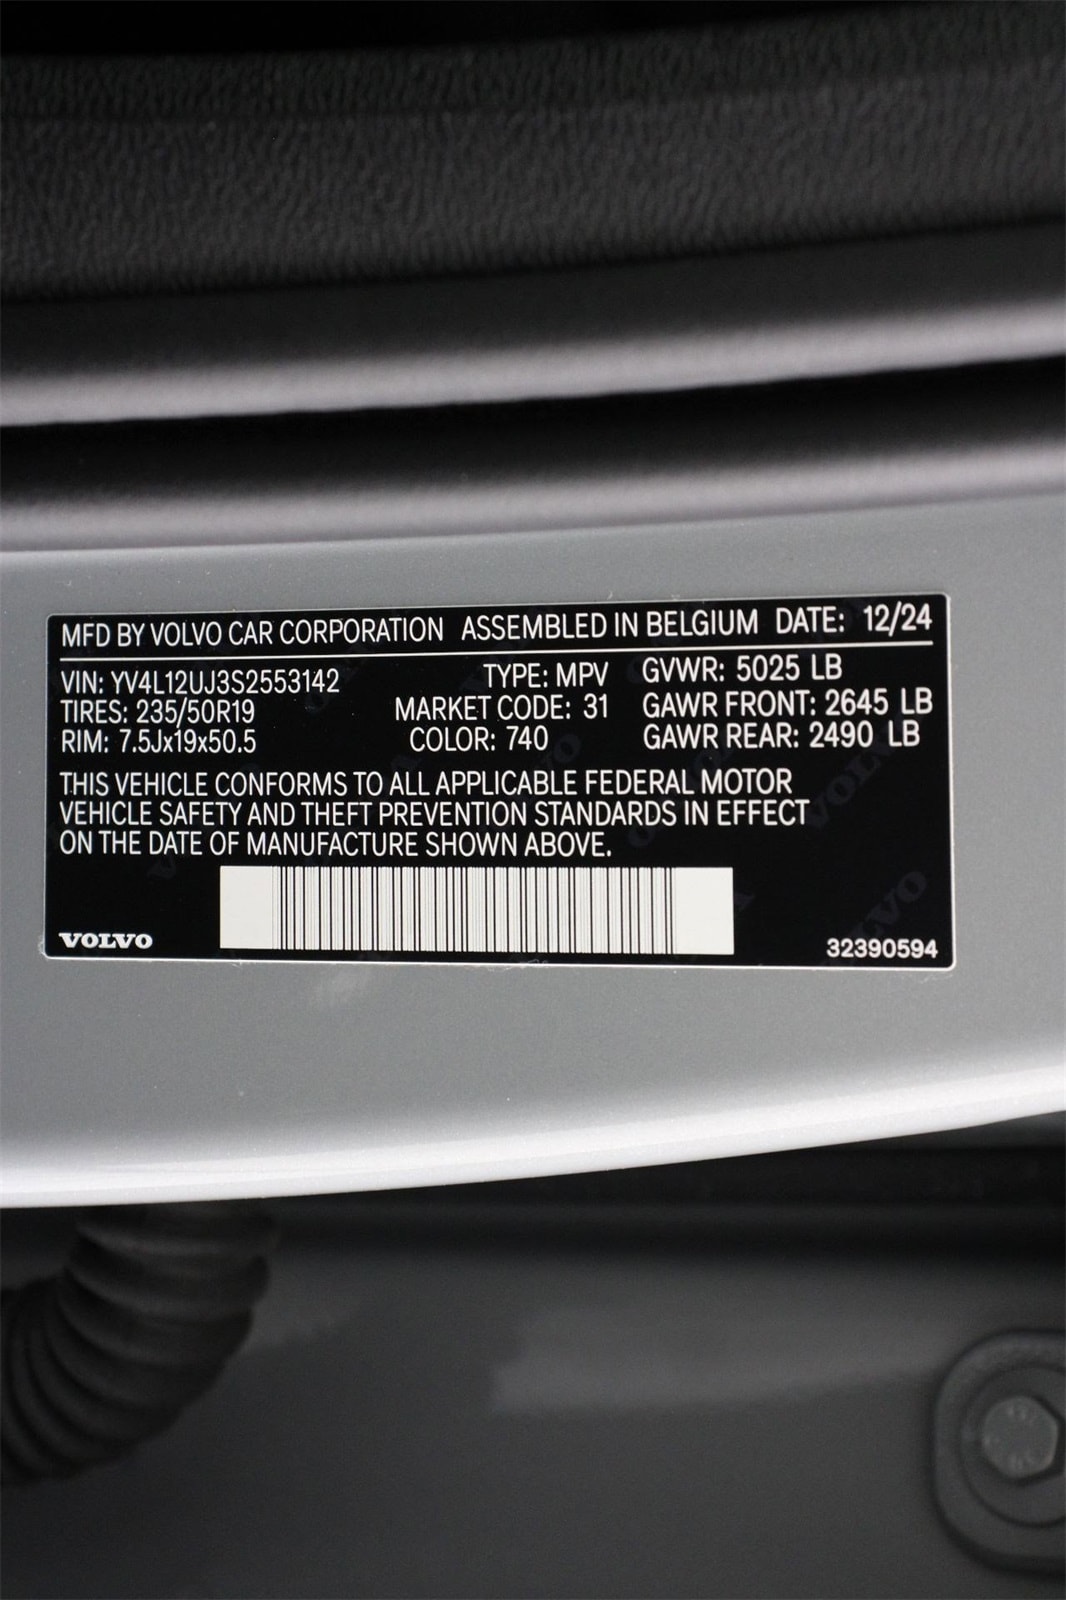 MFD BY VOLVO CAR CORPORATION ASSEMBLED IN BELGIUM DATE: 12/24
VIN: YV4L12UJ3S2553142 TYPE: MPV GVWR: 5025 LB
TIRES: 235/50R19 MARKET CODE: 31 GAWR FRONT: 2645 LB
RIM: 7.5Jx19x50.5 COLOR: 740 GAWR REAR: 2490 LB
THIS VEHICLE CONFORMS TO ALL APPLICABLE FEDERAL MOTOR
VEHICLE SAFETY AND THEFT PREVENTION STANDARDS IN EFFECT
ON THE DATE OF MANUFACTURE SHOWN ABOVE.
VOLVO 32390594